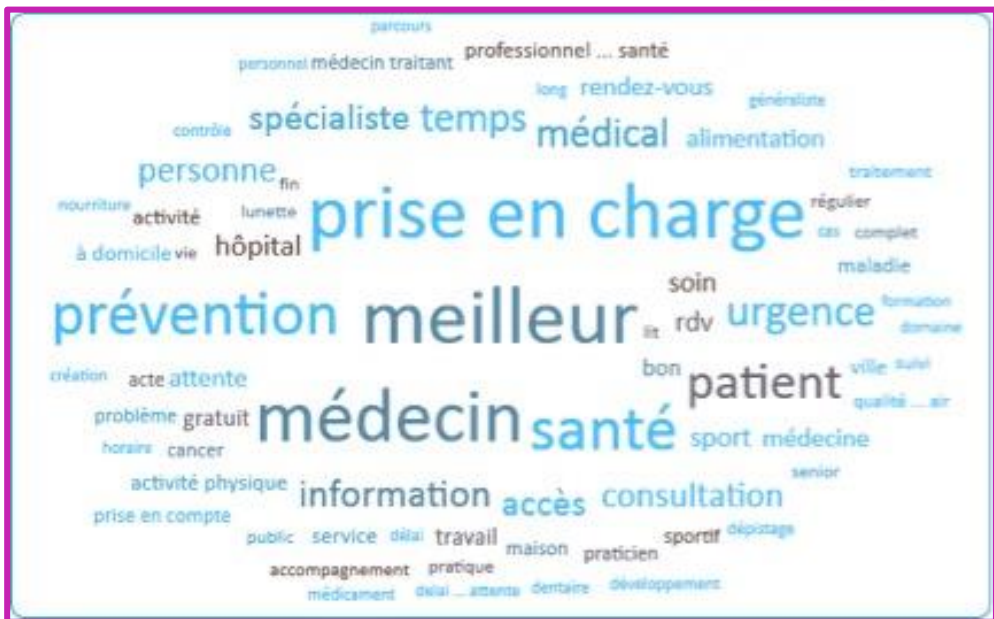 parcours
personnel médecin traitant professionnel ... santé
long rendez-vous généraliste
contrôle spécialiste temps médical alimentation
personne fin traitement
nourriture activité lunette prise en charge régulier
à domicile vie hôpital cas complet
maladie
prévention meilleur lit soin rdv urgence formation
domaine
création acte attente bon patient ville suivi
qualité ... air
problème gratuit médecin santé sport médecine
horaire cancer
activité physique information accès consultation senior
prise en compte
public service délai travail maison praticien sportif dépistage
accompagnement pratique
médicament délai ... attente dentaire développement